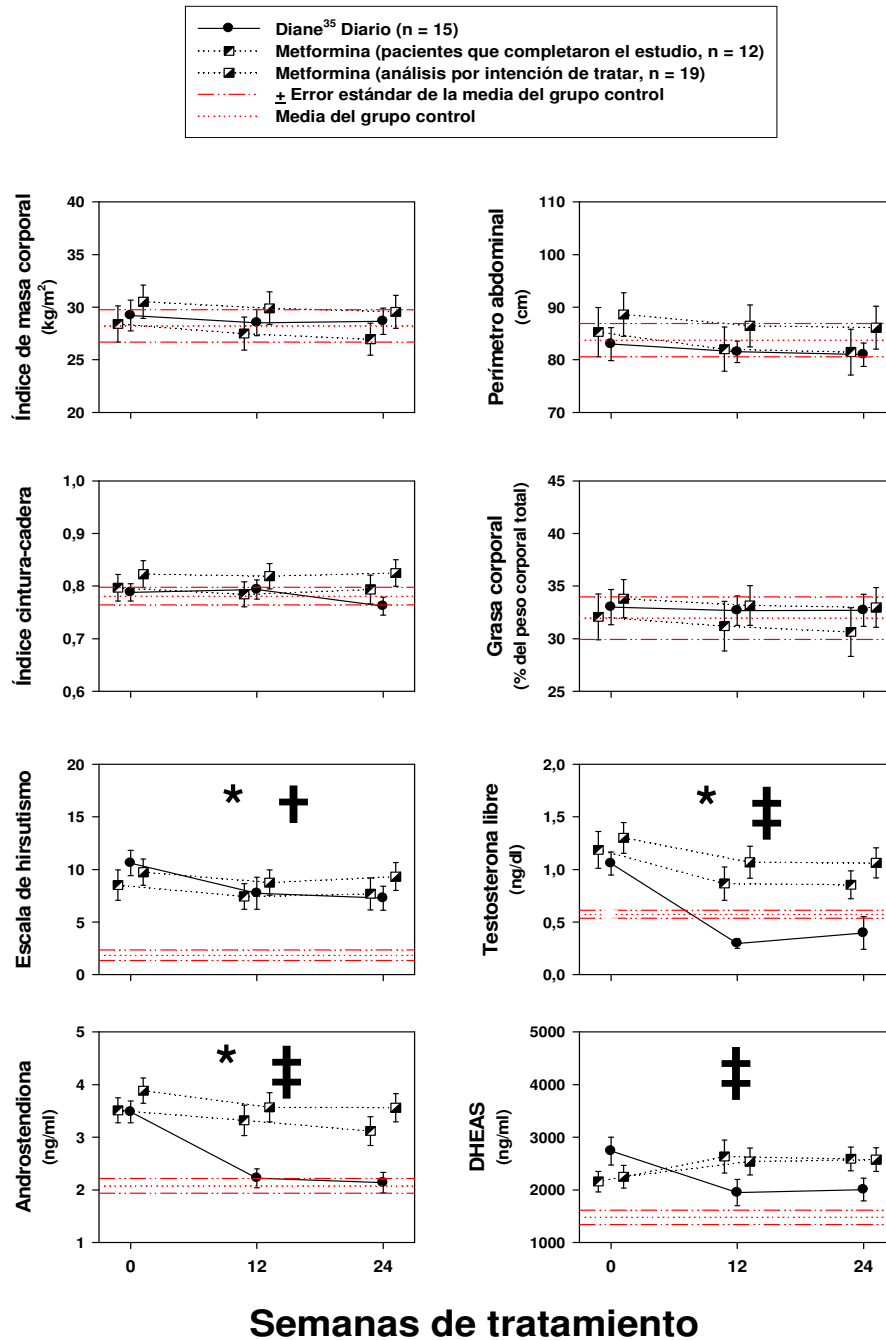 Diane35 Diario (n = 15)
Metformina (pacientes que completaron el estudio, n = 12)
Metformina (análisis por intención de tratar, n = 19)
+ Error estándar de la media del grupo control
Media del grupo control
Índice de masa corporal
(kg/m2)
40
35
30
25
20
Perímetro abdominal
(cm)
110
100
90
80
70
Índice cintura-cadera
1,0
0,9
0,8
0,7
0,6
Grasa corporal
(% del peso corporal total)
45
40
35
30
25
Escala de hirsutismo
20
15
10
5
0
* †
Testosterona libre
(ng/dl)
2,0
1,5
1,0
0,5
0,0
* ‡
Androstendiona
(ng/ml)
5
4
3
2
1
* ‡
0 12 24
DHEAS
(ng/ml)
5000
4000
3000
2000
1000
‡
0 12 24
Semanas de tratamiento